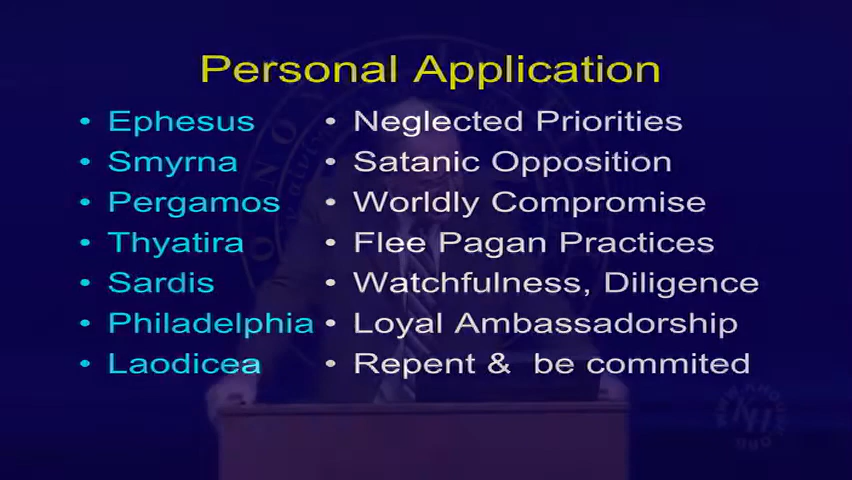 Personal Application
• Ephesus • Neglected Priorities
• Smyrna • Satanic Opposition
• Pergamos • Worldly Compromise
• Thyatira • Flee Pagan Practices
• Sardis • Watchfulness, Diligence
• Philadelphia • Loyal Ambassadorship
• Laodicea • Repent & be commited